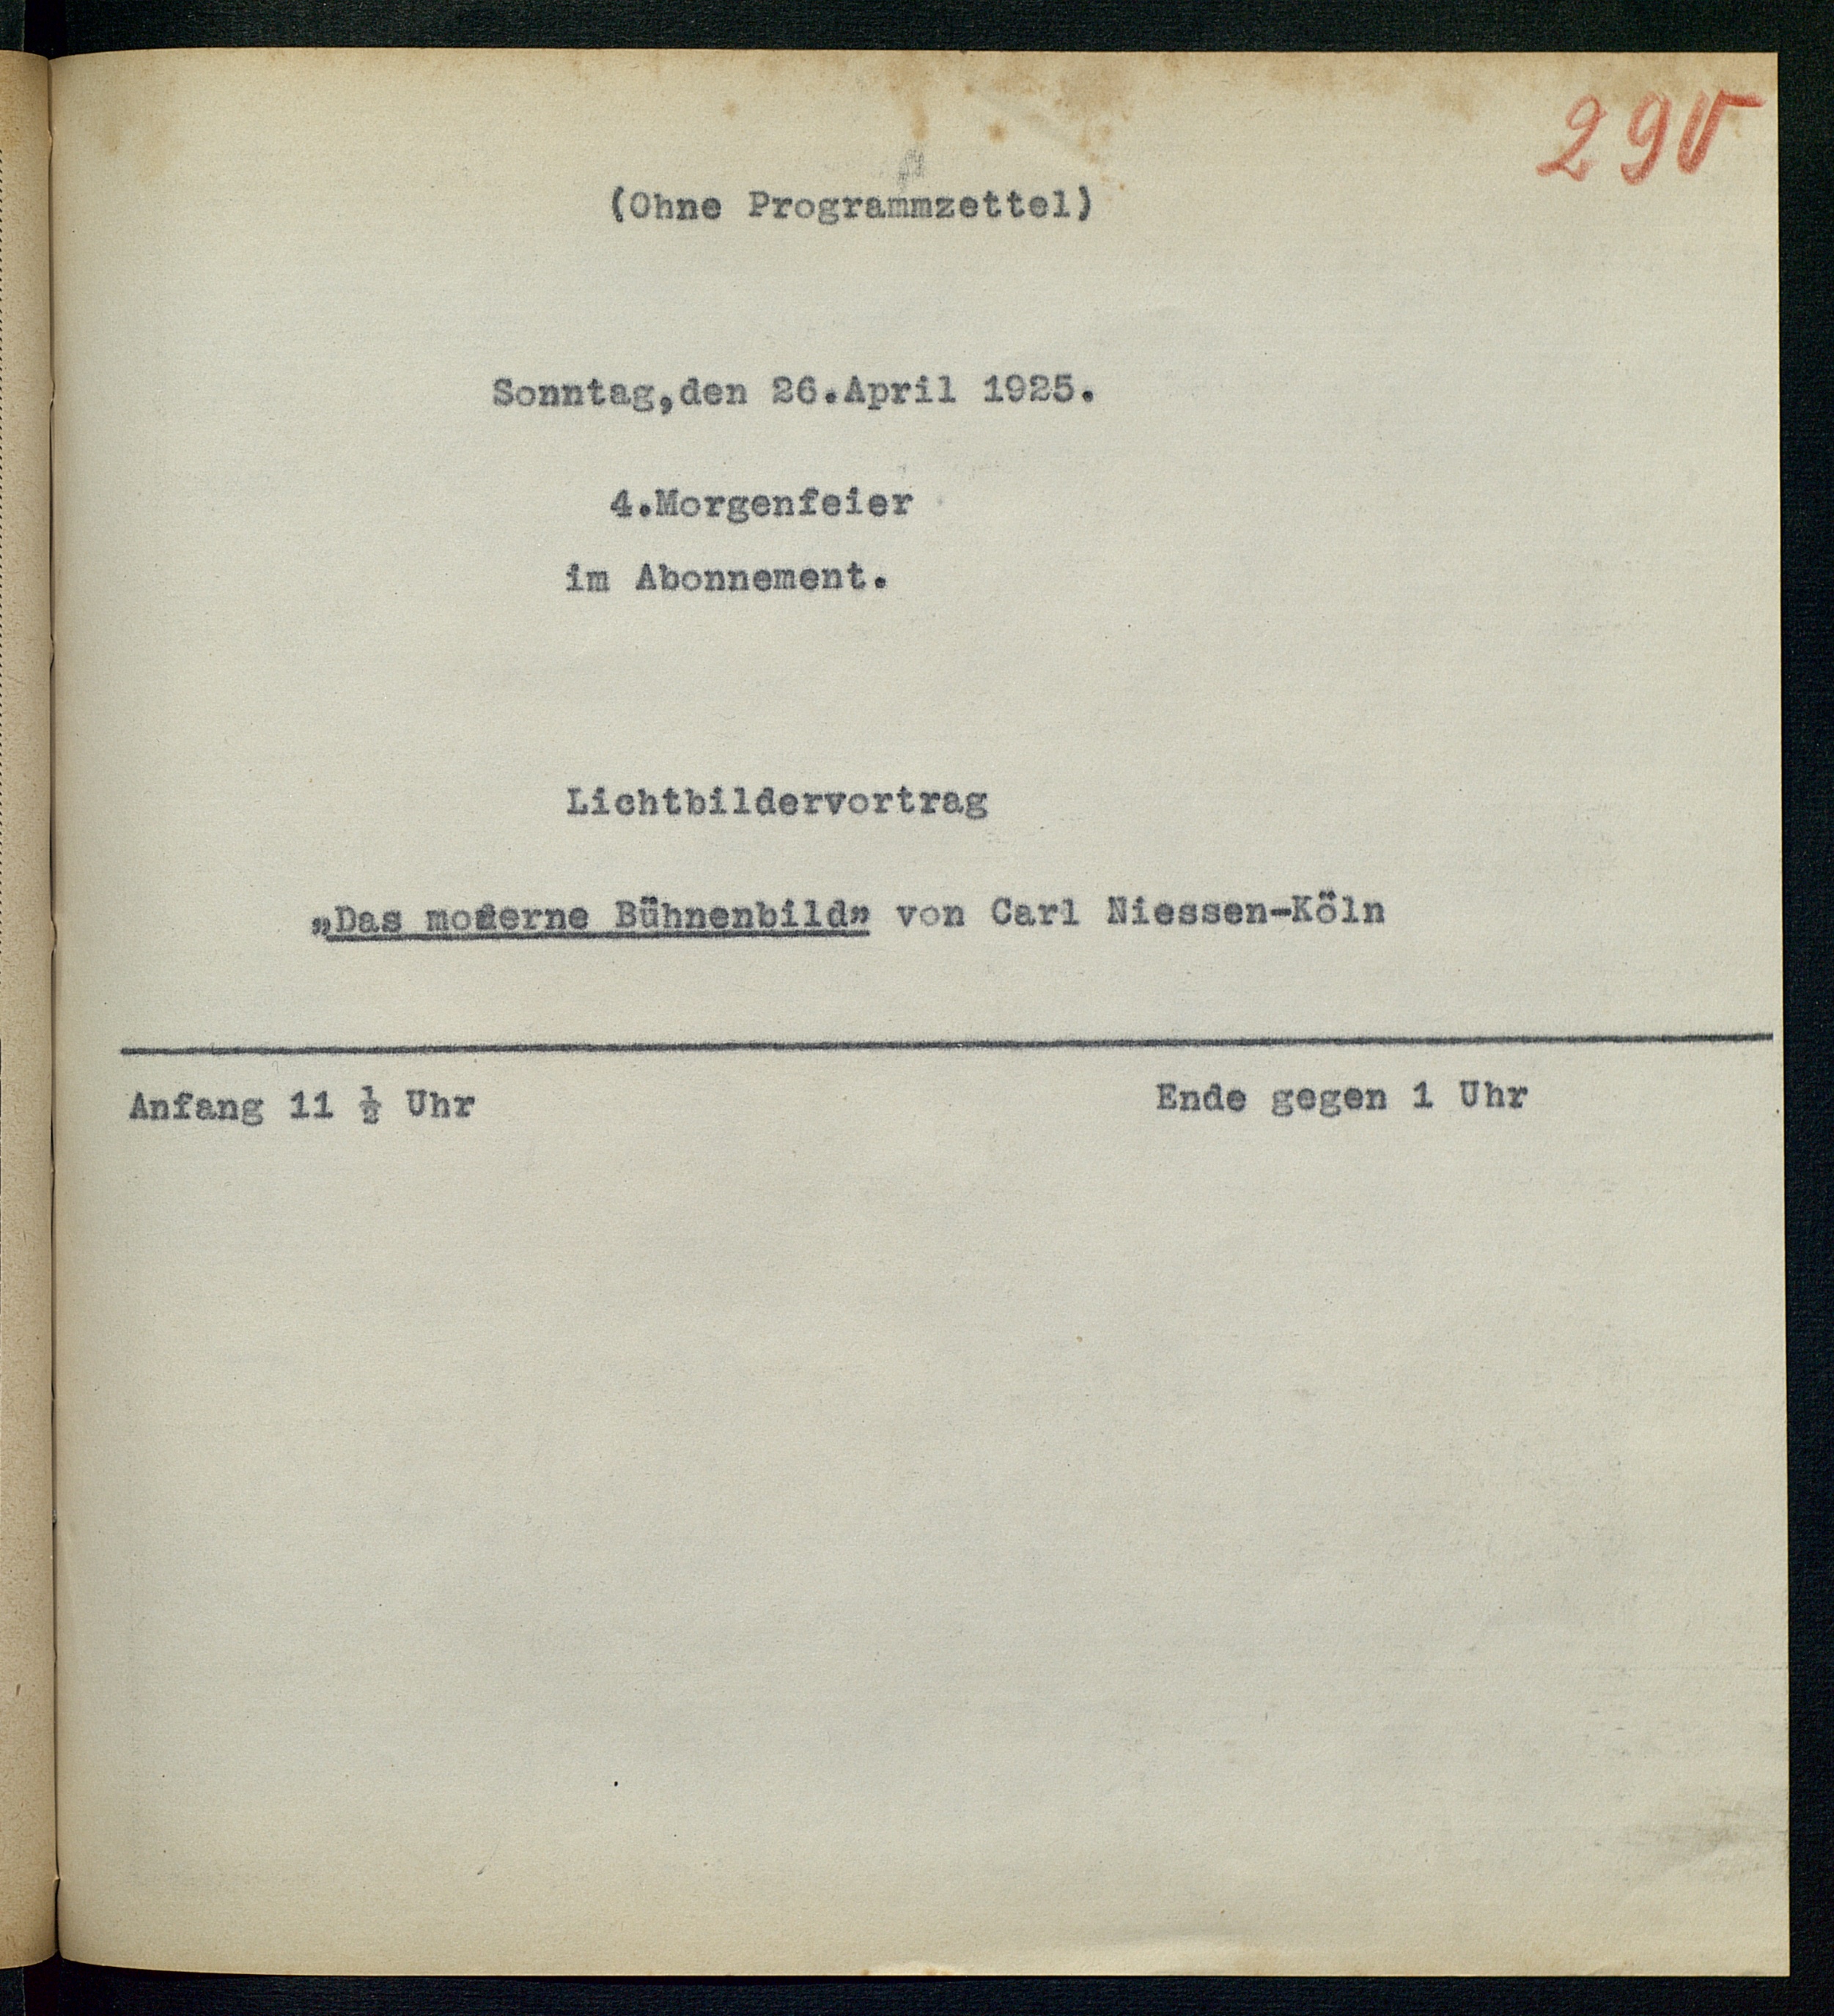 290
(Ohne Programmzettel)
Sonntag,den 26.April 1925.
4.Morgenfeier
im Abonnement.
Lichtbildervortrag
„Das moderne Bühnenbild” von Carl Niessen-Köln
Anfang 11 ½ Uhr Ende gegen 1 Uhr